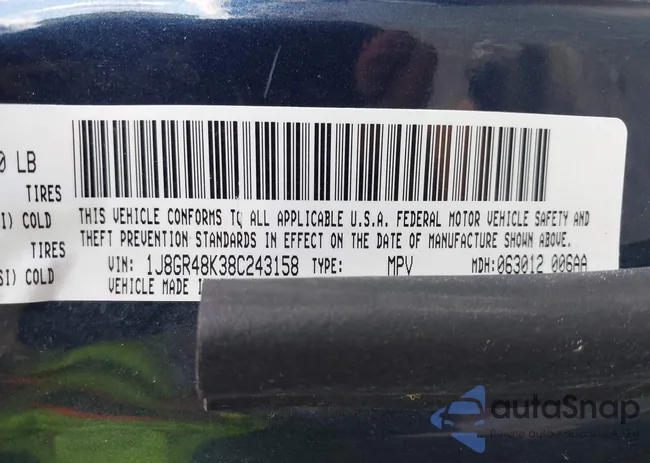 0 LB
TIRES
SI) COLD
TIRES
SI) COLD
THIS VEHICLE CONFORMS TO ALL APPLICABLE U.S.A. FEDERAL MOTOR VEHICLE SAFETY AND
THEFT PREVENTION STANDARDS IN EFFECT ON THE DATE OF MANUFACTURE SHOWN ABOVE.
VIN: 1J8GR48K38C243158 TYPE: MPV MDH: 063012 006AA
VEHICLE MADE
autoSnap